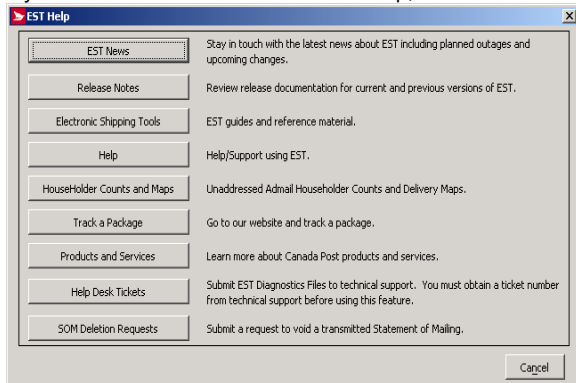 EST Help
EST News
Stay in touch with the latest news about EST including planned outages and
upcoming changes.
Release Notes
Review release documentation for current and previous versions of EST.
Electronic Shipping Tools
EST guides and reference material.
Help
Help/Support using EST.
HouseHolder Counts and Maps
Unaddressed Admail Householder Counts and Delivery Maps.
Track a Package
Go to our website and track a package.
Products and Services
Learn more about Canada Post products and services.
Help Desk Tickets
Submit EST Diagnostics Files to technical support. You must obtain a ticket number
from technical support before using this feature.
SOM Deletion Requests
Submit a request to void a transmitted Statement of Mailing.
Cancel